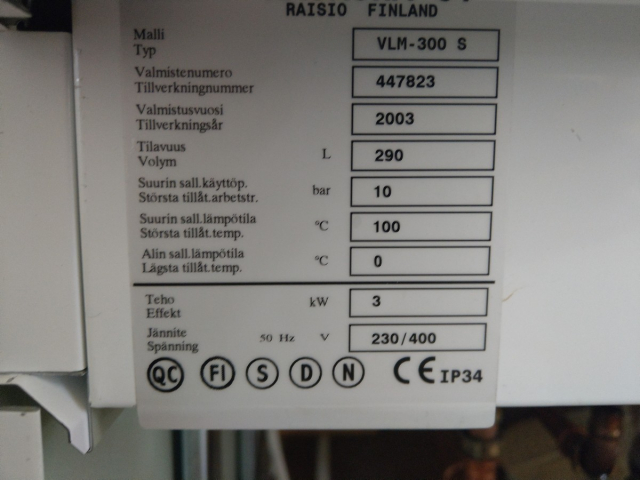 RAISIO FINLAND
Malli
Typ
VLM-300 S
Valmistenumero
Tillverkningnummer
447823
Valmistusvuosi
Tillverkningsår
2003
Tilavuus
Volym
L
290
Suurin sall.käyttöp.
Största tillåt.arbetstr.
bar
10
Suurin sall.lämpötila
Största tillåt.temp.
°C
100
Alin sall.lämpötila
Lägsta tillåt.temp.
°C
0
Teho
Effekt
kW
3
Jännite
Spänning
50 Hz V
230/400
QC FI S D N CE IP34